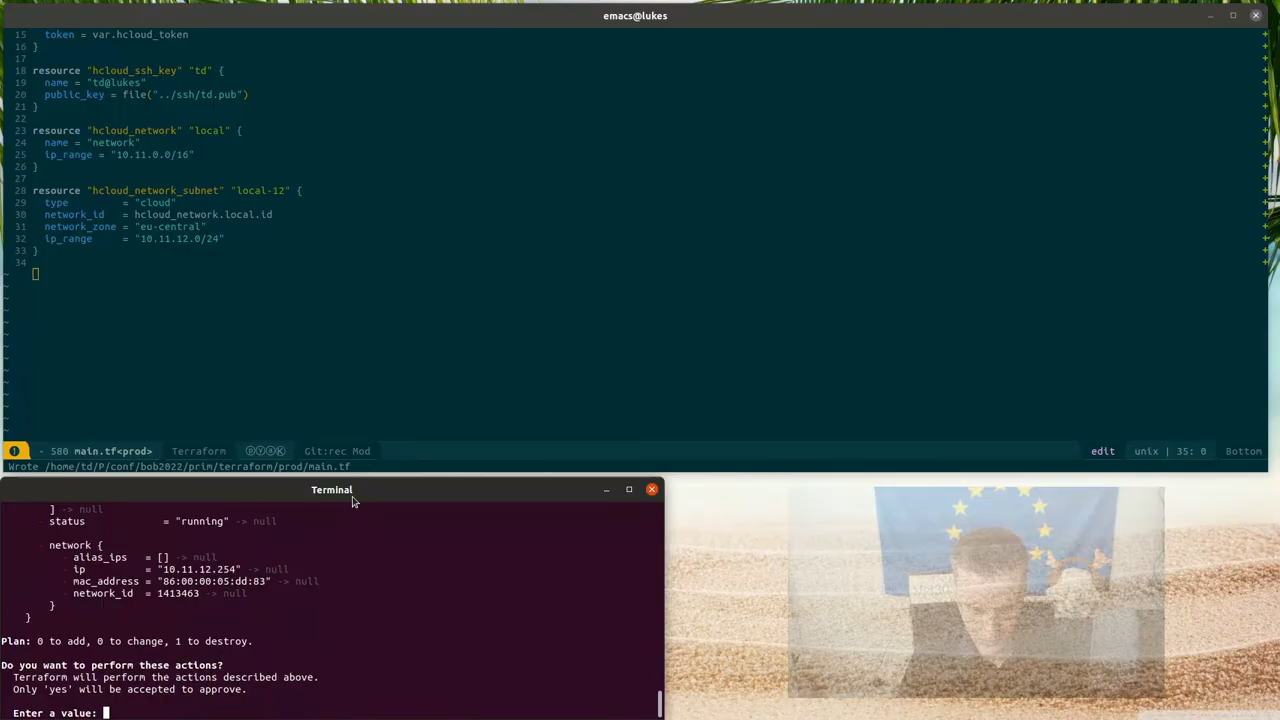 emacs@lukes
15   token = var.hcloud_token
16 }
17
18 resource "hcloud_ssh_key" "td" {
19   name = "td@lukes"
20   public_key = file("../ssh/td.pub")
21 }
22
23 resource "hcloud_network" "local" {
24   name = "network"
25   ip_range = "10.11.0.0/16"
26 }
27
28 resource "hcloud_network_subnet" "local-12" {
29   type         = "cloud"
30   network_id   = hcloud_network.local.id
31   network_zone = "eu-central"
32   ip_range     = "10.11.12.0/24"
33 }
34
- 580 main.tf<prod> Terraform ⓟⓨⓐⓚ Git:rec Mod edit unix | 35: 0 Bottom
Wrote /home/td/P/conf/bob2022/prim/terraform/prod/main.tf
Terminal
] -> null
- status = "running" -> null
- network {
- alias_ips   = [] -> null
- ip          = "10.11.12.254" -> null
- mac_address = "86:00:00:05:dd:83" -> null
- network_id  = 1413463 -> null
}
}
Plan: 0 to add, 0 to change, 1 to destroy.
Do you want to perform these actions?
Terraform will perform the actions described above.
Only 'yes' will be accepted to approve.
Enter a value: